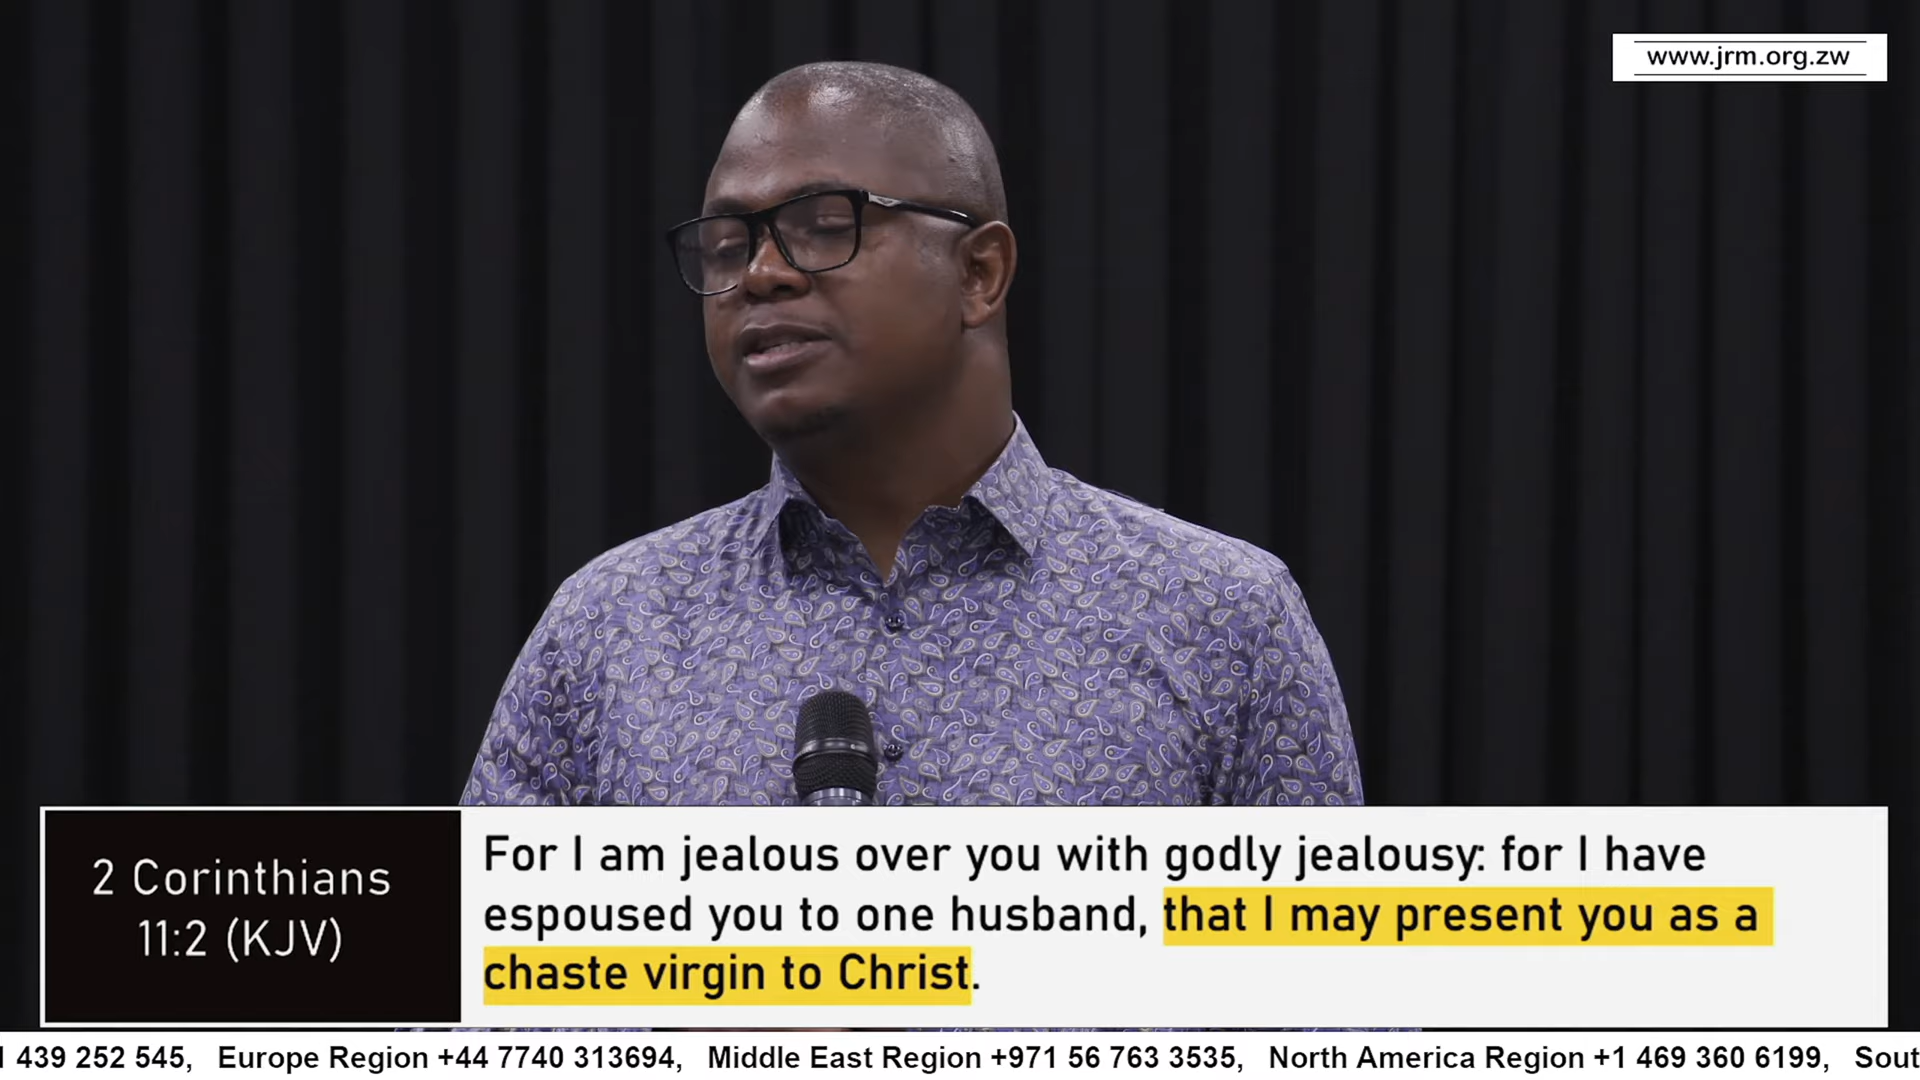 www.jrm.org.zw
2 Corinthians
11:2 (KJV)
For I am jealous over you with godly jealousy: for I have
espoused you to one husband, that I may present you as a
chaste virgin to Christ.
439 252 545, Europe Region +44 7740 313694, Middle East Region +971 56 763 3535, North America Region +1 469 360 6199,